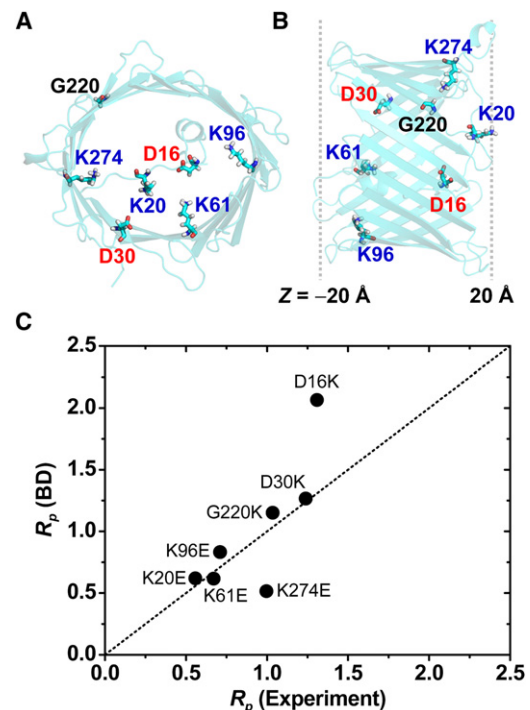 A
G220
K274
D16
K96
K20
K61
D30
B
K274
D30
G220
K20
K61
D16
K96
Z = −20 Å
20 Å
C
2.5
2.0
1.5
1.0
0.5
0.0
Rp (BD)
D16K
D30K
G220K
K96E
K20E
K61E
K274E
0.0 0.5 1.0 1.5 2.0 2.5
Rp (Experiment)